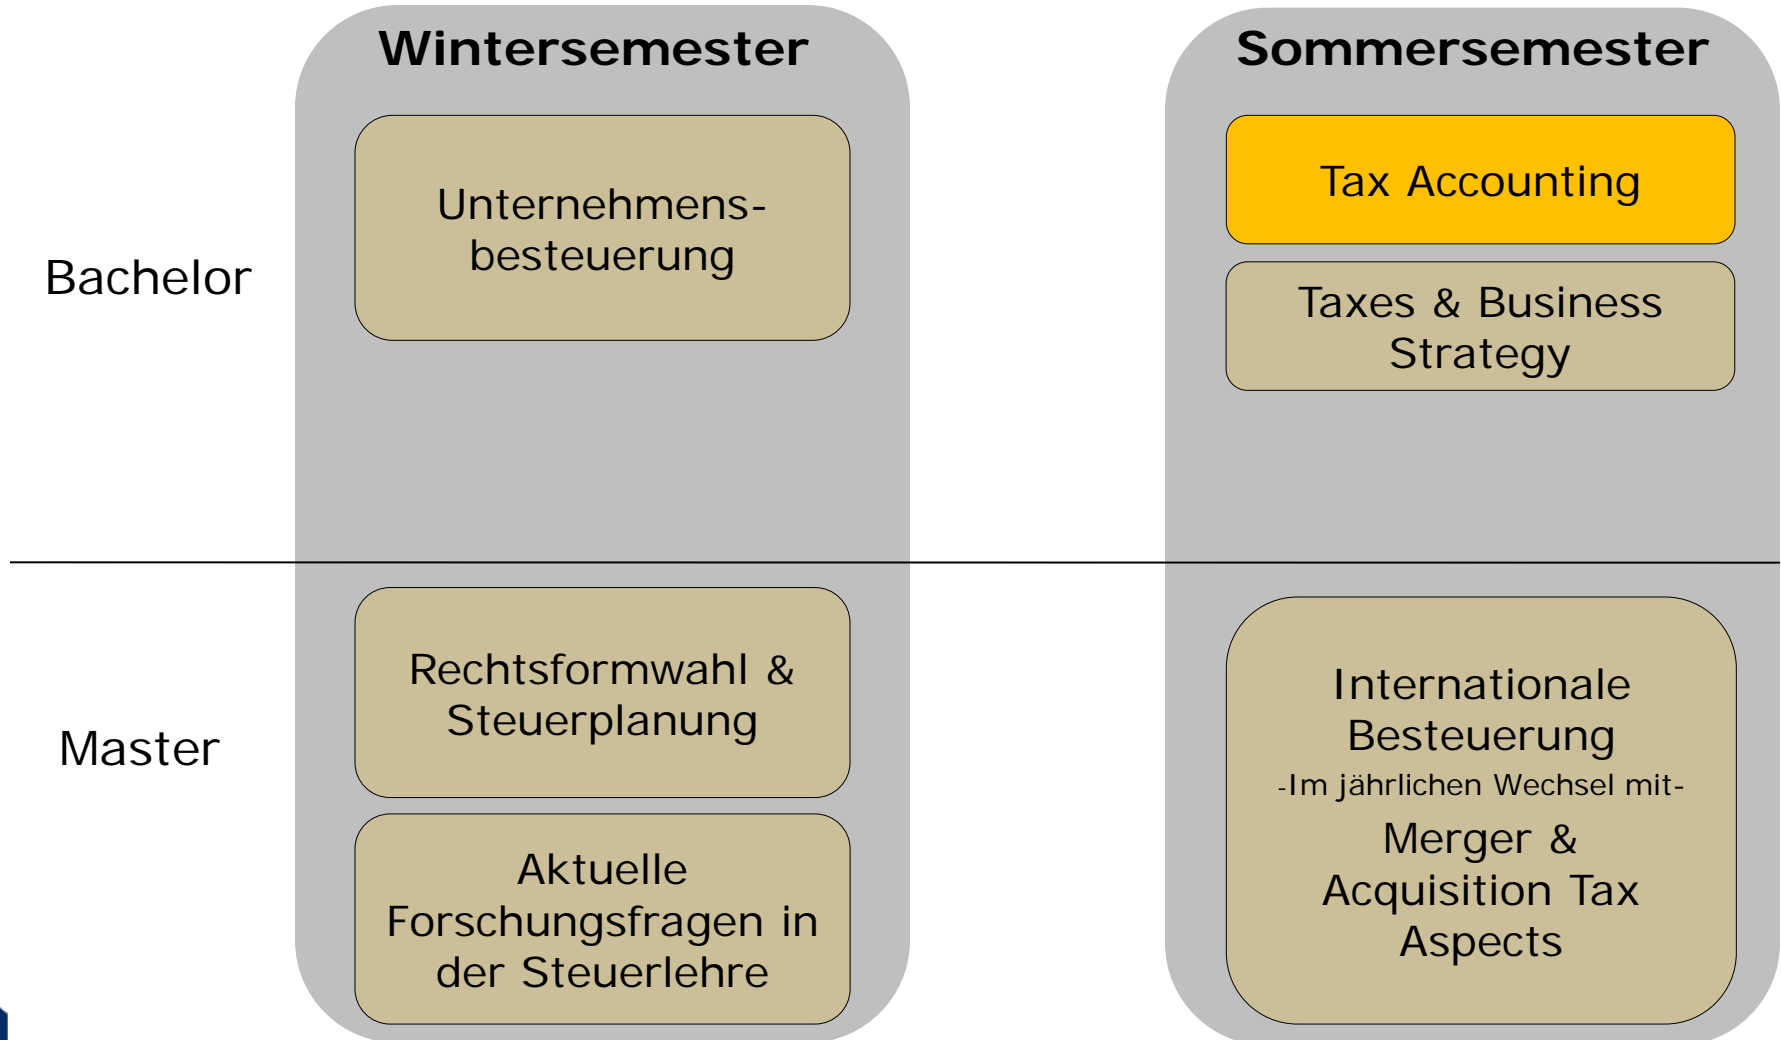 Wintersemester
Sommersemester
Bachelor
Unternehmens-
besteuerung
Tax Accounting
Taxes & Business
Strategy
Master
Rechtsformwahl &
Steuerplanung
Aktuelle
Forschungsfragen in
der Steuerlehre
Internationale
Besteuerung
-Im jährlichen Wechsel mit-
Merger &
Acquisition Tax
Aspects